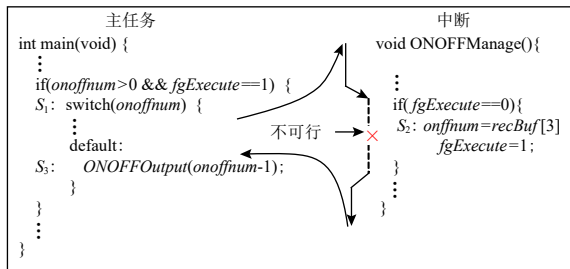 主任务
int main(void) {
⋮
if(onoffnum>0 && fgExecute==1) {
S1: switch(onoffnum) {
⋮
default:
S3: ONOFFOutput(onoffnum-1);
}
}
⋮
}
不可行
中断
void ONOFFManage(){
⋮
if( fgExecute==0){
S2: onffnum=recBuf[3]
fgExecute=1;
}
⋮
}